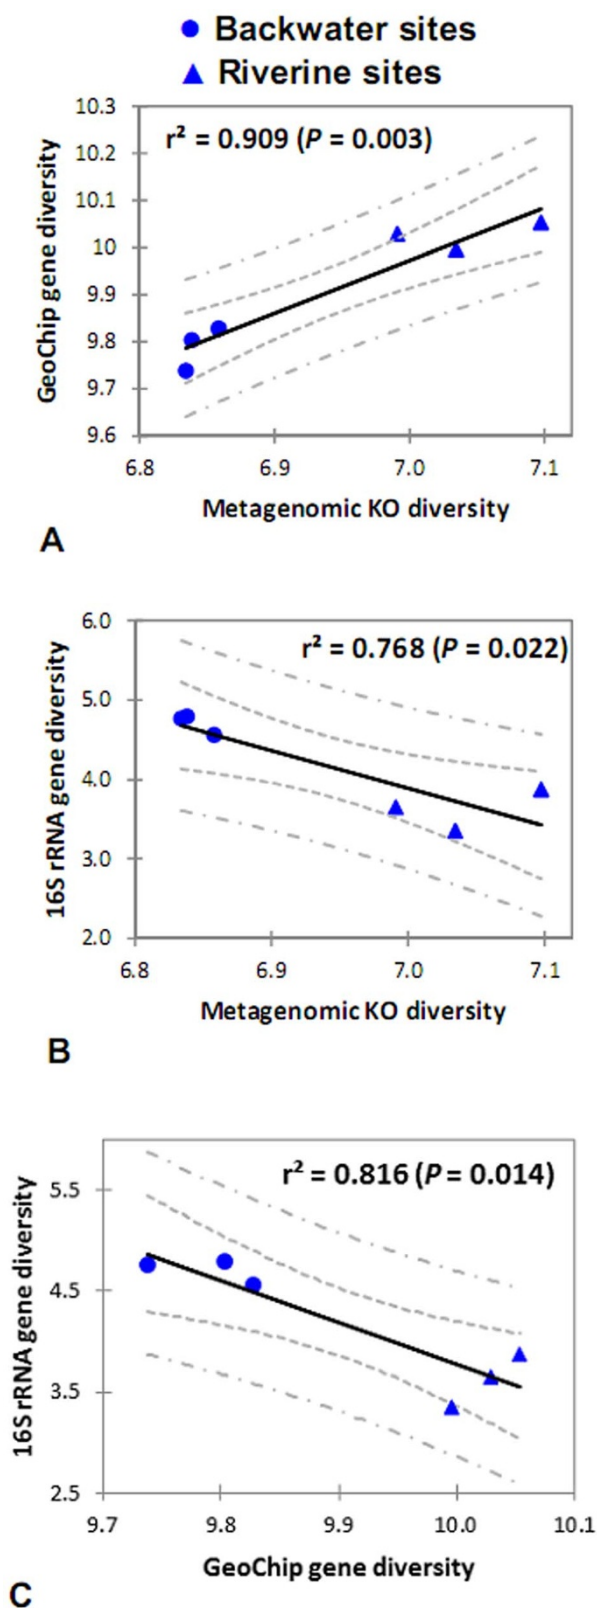 Backwater sites
Riverine sites
r² = 0.909 (P = 0.003)
GeoChip gene diversity
10.3
10.2
10.1
10
9.9
9.8
9.7
9.6
6.8 6.9 7.0 7.1
Metagenomic KO diversity
A
r² = 0.768 (P = 0.022)
16S rRNA gene diversity
6.0
5.0
4.0
3.0
2.0
6.8 6.9 7.0 7.1
Metagenomic KO diversity
B
r² = 0.816 (P = 0.014)
16S rRNA gene diversity
5.5
4.5
3.5
2.5
9.7 9.8 9.9 10.0 10.1
GeoChip gene diversity
C